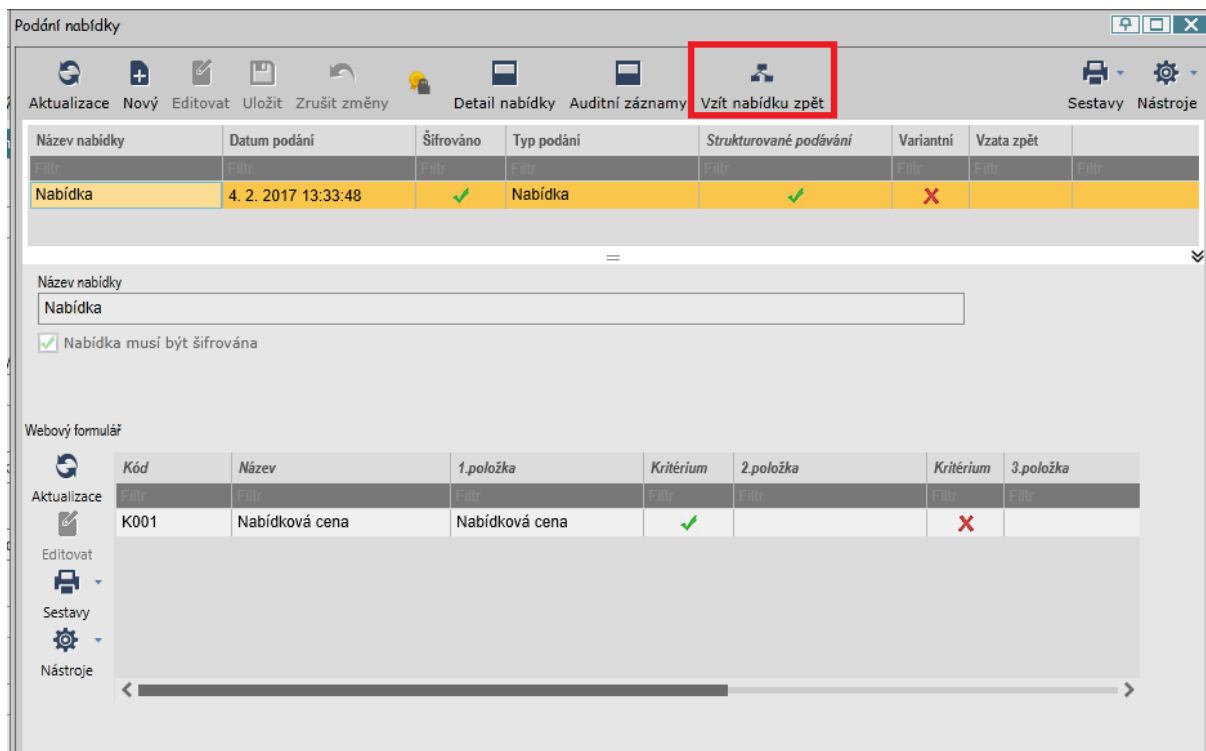 Podání nabídky
Aktualizace Nový Editovat Uložit Zrušit změny Detail nabídky Auditní záznamy Vzít nabídku zpět Sestavy Nástroje
Název nabídky Datum podání Šifrováno Typ podání Strukturované podávání Variantní Vzata zpět
Filtr Filtr Filtr Filtr Filtr Filtr Filtr Filtr
Nabídka 4. 2. 2017 13:33:48 Nabídka
Název nabídky
Nabídka
Nabídka musí být šifrována
Webový formulář
Kód Název 1.položka Kritérium 2.položka Kritérium 3.položka
Aktualizace Filtr Filtr Filtr Filtr Filtr Filtr Filtr
K001 Nabídková cena Nabídková cena
Editovat
Sestavy
Nástroje